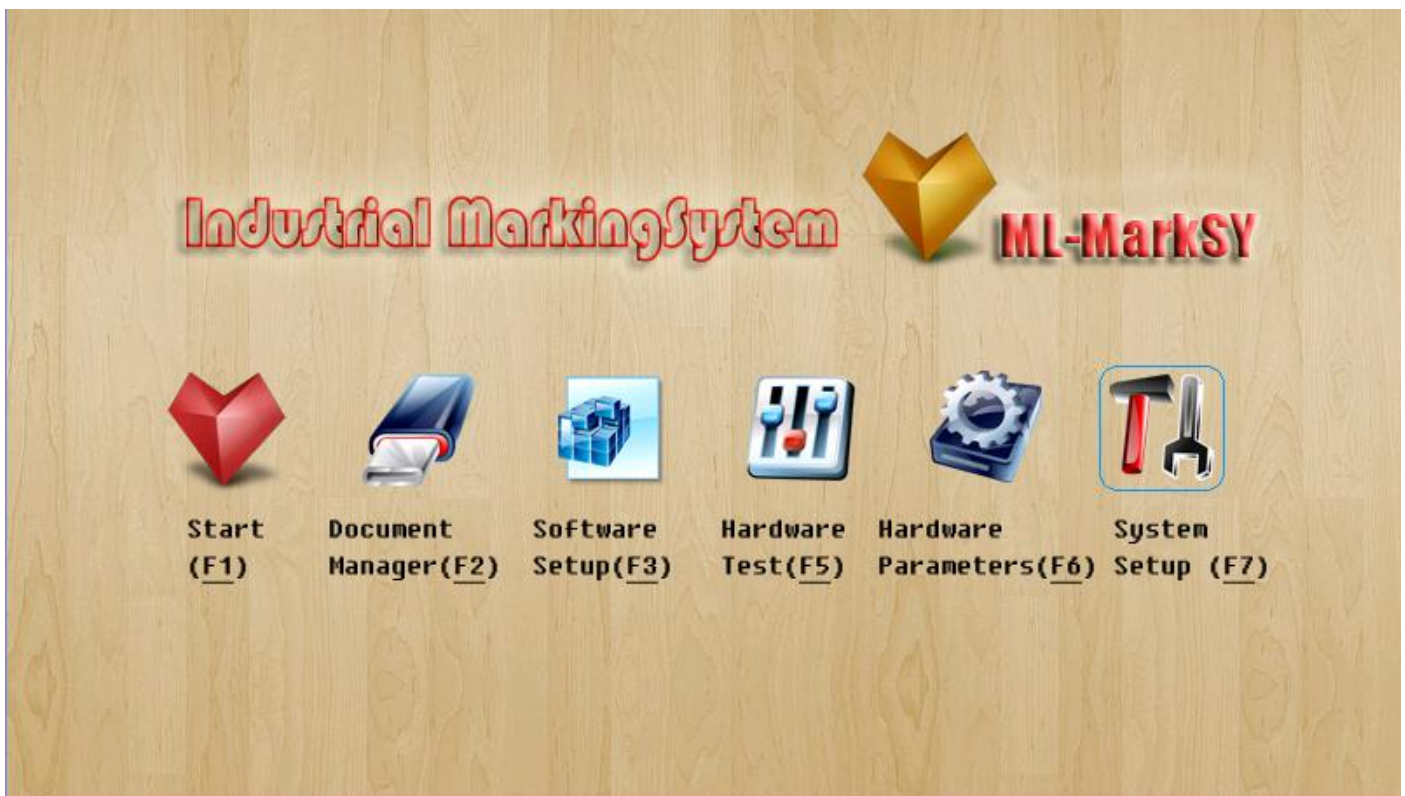 Industrial MarkingSystem
ML-MarkSY
Start
(F1)
Document
Manager(F2)
Software
Setup(F3)
Hardware
Test(F5)
Hardware
Parameters(F6)
System
Setup (F7)